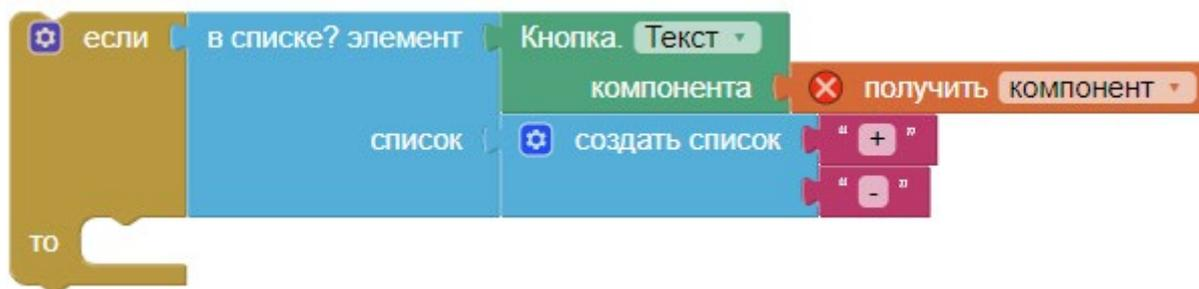 если в списке? элемент Кнопка. Текст
компонента получить компонент
список создать список “ + ”
“ - ”
то